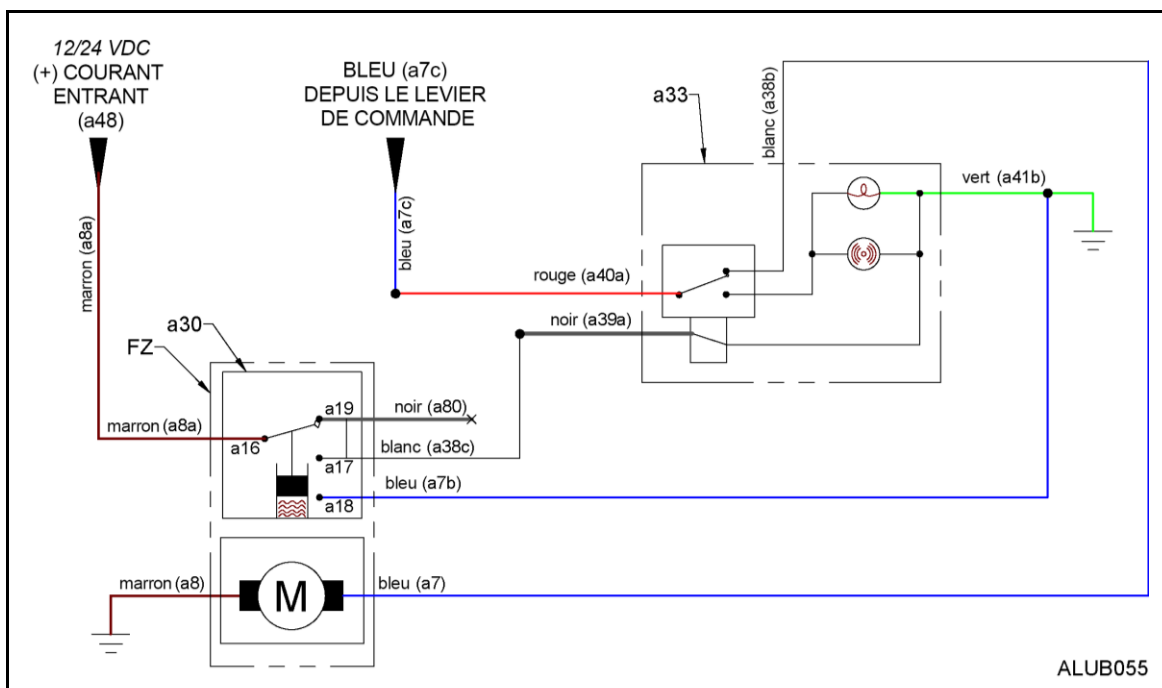 12/24 VDC
(+) COURANT
ENTRANT
(a48)
BLEU (a7c)
DEPUIS LE LEVIER
DE COMMANDE
a33
blanc (a38b)
vert (a41b)
marron (a8a)
bleu (a7c)
rouge (a40a)
noir (a39a)
a30
FZ
a19
noir (a80)
marron (a8a)
a16
blanc (a38c)
a17
bleu (a7b)
a18
marron (a8)
M
bleu (a7)
ALUB055